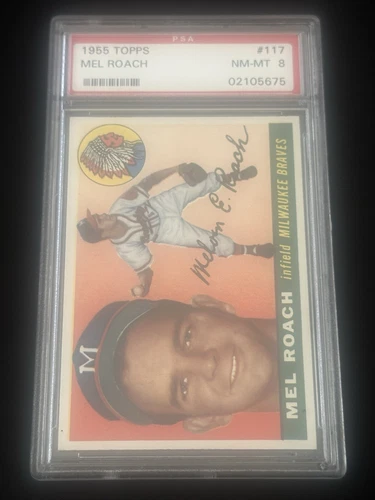 PSA
1955 TOPPS #117
MEL ROACH NM-MT 8
02105675
Melvin E. Roach
M
MEL ROACH infield MILWAUKEE BRAVES